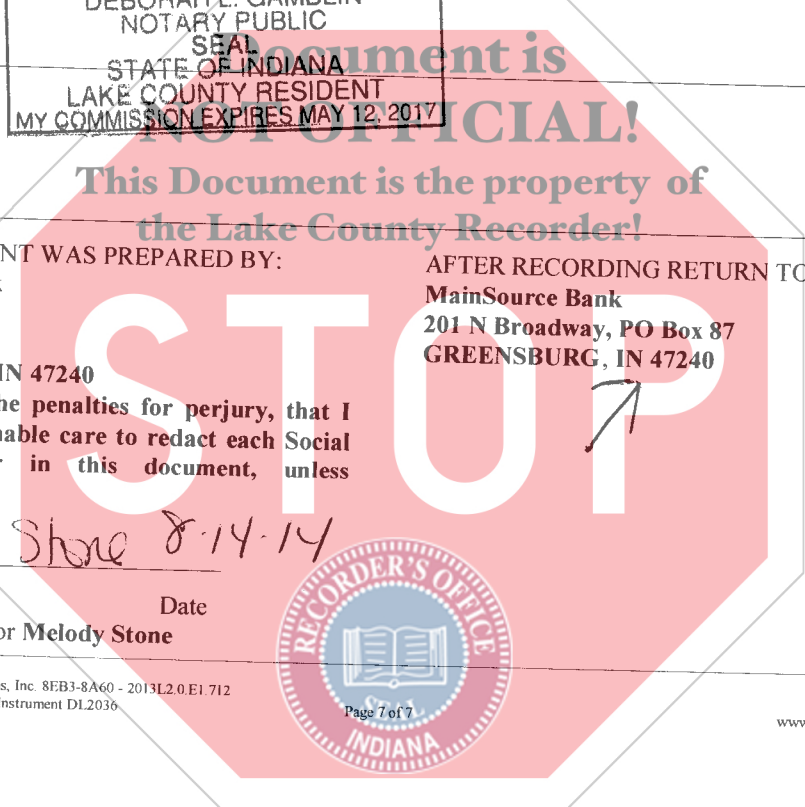 DEBORAH L. GAMBLIN
NOTARY PUBLIC
SEAL
STATE OF INDIANA
LAKE COUNTY RESIDENT
MY COMMISSION EXPIRES MAY 12, 2017
Document is
NOT OFFICIAL!
This Document is the property of
the Lake County Recorder!
NT WAS PREPARED BY:
AFTER RECORDING RETURN TO
MainSource Bank
201 N Broadway, PO Box 87
GREENSBURG, IN 47240
IN 47240
he penalties for perjury, that I
nable care to redact each Social
r in this document, unless
STOP
Stone 8-14-14
Date
or Melody Stone
s, Inc. 8EB3-8A60 - 2013L2.0.E1.712
nstrument DL2036
Page 7 of 7
www
RECORDER'S OFFICE
SEAL
INDIANA